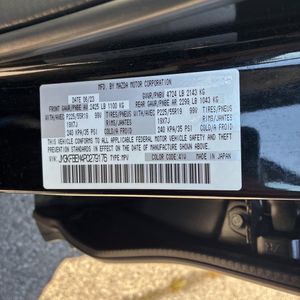 MFD. BY MAZDA MOTOR CORPORATION
DATE 06/23 GVWR/PNBV 4724 LB 2143 KG
FRONT GAWR/PNBE AV 2425 LB 1100 KG REAR GAWR/PNBE AR 2299 LB 1043 KG
WITH/AVEC P225/55R19 99V TIRES/PNEUS WITH/AVEC P225/55R19 99V TIRES/PNEUS
19X7J RIMS/JANTES 19X7J RIMS/JANTES
240 KPA/35 PSI COLD/A FROID 240 KPA/35 PSI COLD/A FROID
THIS VEHICLE CONFORMS TO ALL APPLICABLE FEDERAL MOTOR VEHICLE
SAFETY AND THEFT PREVENTION STANDARDS IN EFFECT ON
THE DATE OF MANUFACTURE SHOWN ABOVE.
VIN: TYPE:MPV COLOR CODE:41W MADE IN JAPAN